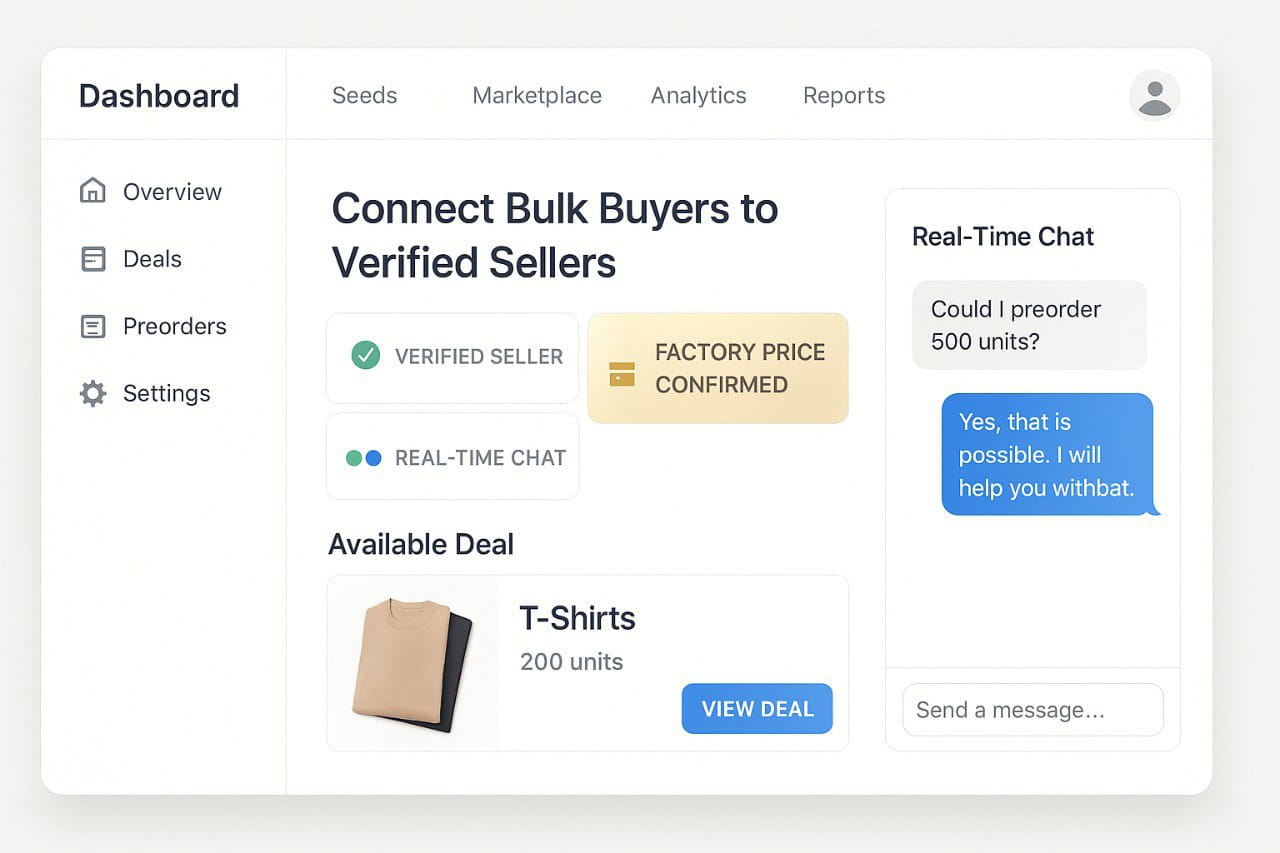 Dashboard
Seeds
Marketplace
Analytics
Reports
Overview
Deals
Preorders
Settings
Connect Bulk Buyers to
Verified Sellers
VERIFIED SELLER
FACTORY PRICE
CONFIRMED
REAL-TIME CHAT
Available Deal
T-Shirts
200 units
VIEW DEAL
Real-Time Chat
Could I preorder
500 units?
Yes, that is
possible. I will
help you withbat.
Send a message...